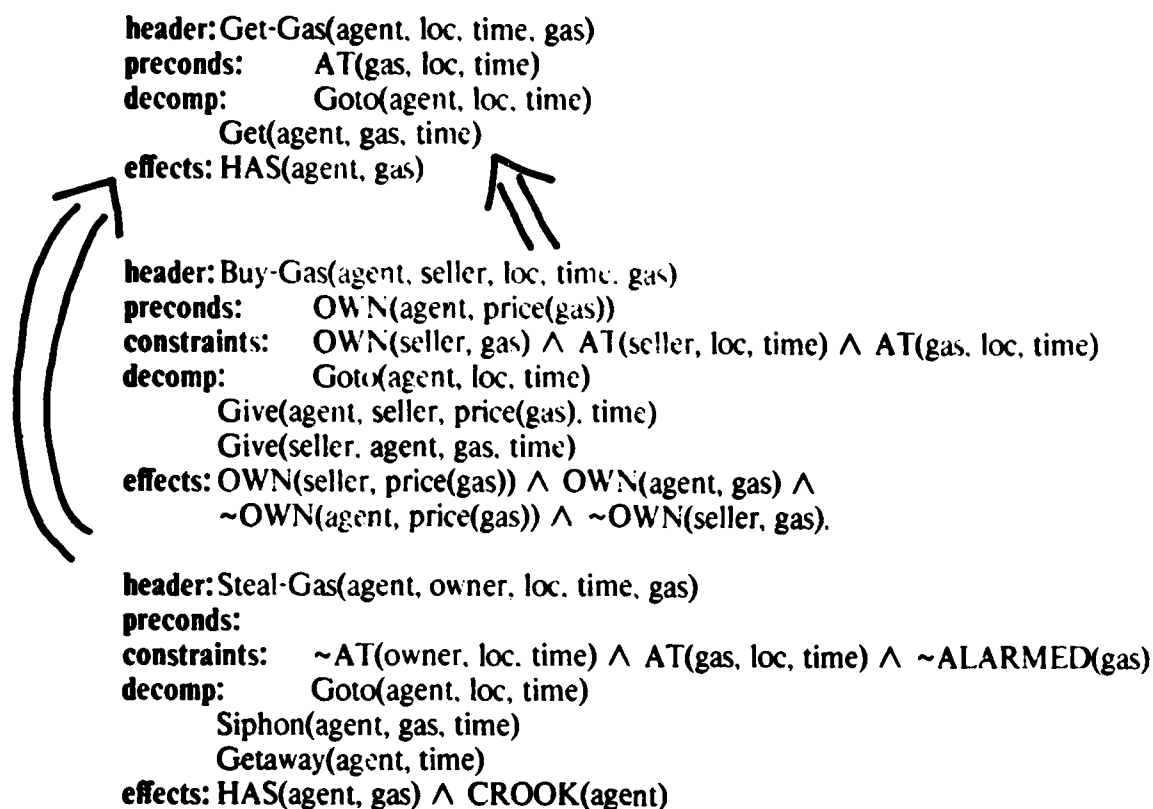 header: Get-Gas(agent, loc, time, gas)
preconds: AT(gas, loc, time)
decomp: Goto(agent, loc, time)
Get(agent, gas, time)
effects: HAS(agent, gas)
header: Buy-Gas(agent, seller, loc, time, gas)
preconds: OWN(agent, price(gas))
constraints: OWN(seller, gas) ∧ AT(seller, loc, time) ∧ AT(gas, loc, time)
decomp: Goto(agent, loc, time)
Give(agent, seller, price(gas), time)
Give(seller, agent, gas, time)
effects: OWN(seller, price(gas)) ∧ OWN(agent, gas) ∧
~OWN(agent, price(gas)) ∧ ~OWN(seller, gas).
header: Steal-Gas(agent, owner, loc, time, gas)
preconds:
constraints: ~AT(owner, loc, time) ∧ AT(gas, loc, time) ∧ ~ALARMED(gas)
decomp: Goto(agent, loc, time)
Siphon(agent, gas, time)
Getaway(agent, time)
effects: HAS(agent, gas) ∧ CROOK(agent)